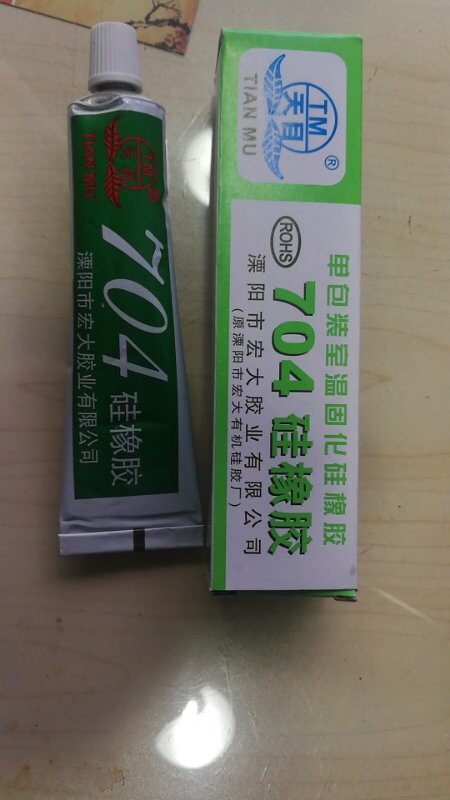 TM
天目
®
TIAN MU
704 硅橡胶
溧阳市宏大胶业有限公司
TM
天目
®
TIAN MU
ROHS
单包装室温固化硅橡胶
704 硅橡胶
溧阳市宏大胶业有限公司
(原溧阳市宏大有机硅胶厂)